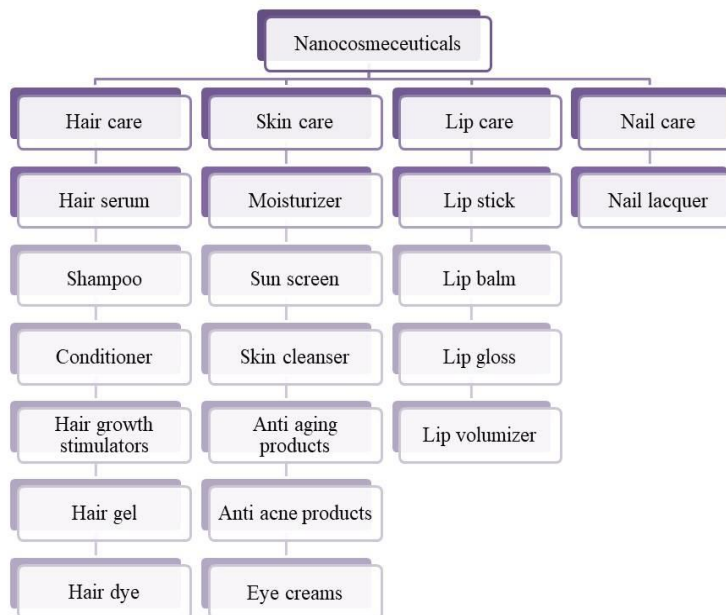 Nanocosmeceuticals
Hair care
Skin care
Lip care
Nail care
Hair serum
Moisturizer
Lip stick
Nail lacquer
Shampoo
Sun screen
Lip balm
Conditioner
Skin cleanser
Lip gloss
Hair growth
stimulators
Anti aging
products
Lip volumizer
Hair gel
Anti acne products
Hair dye
Eye creams